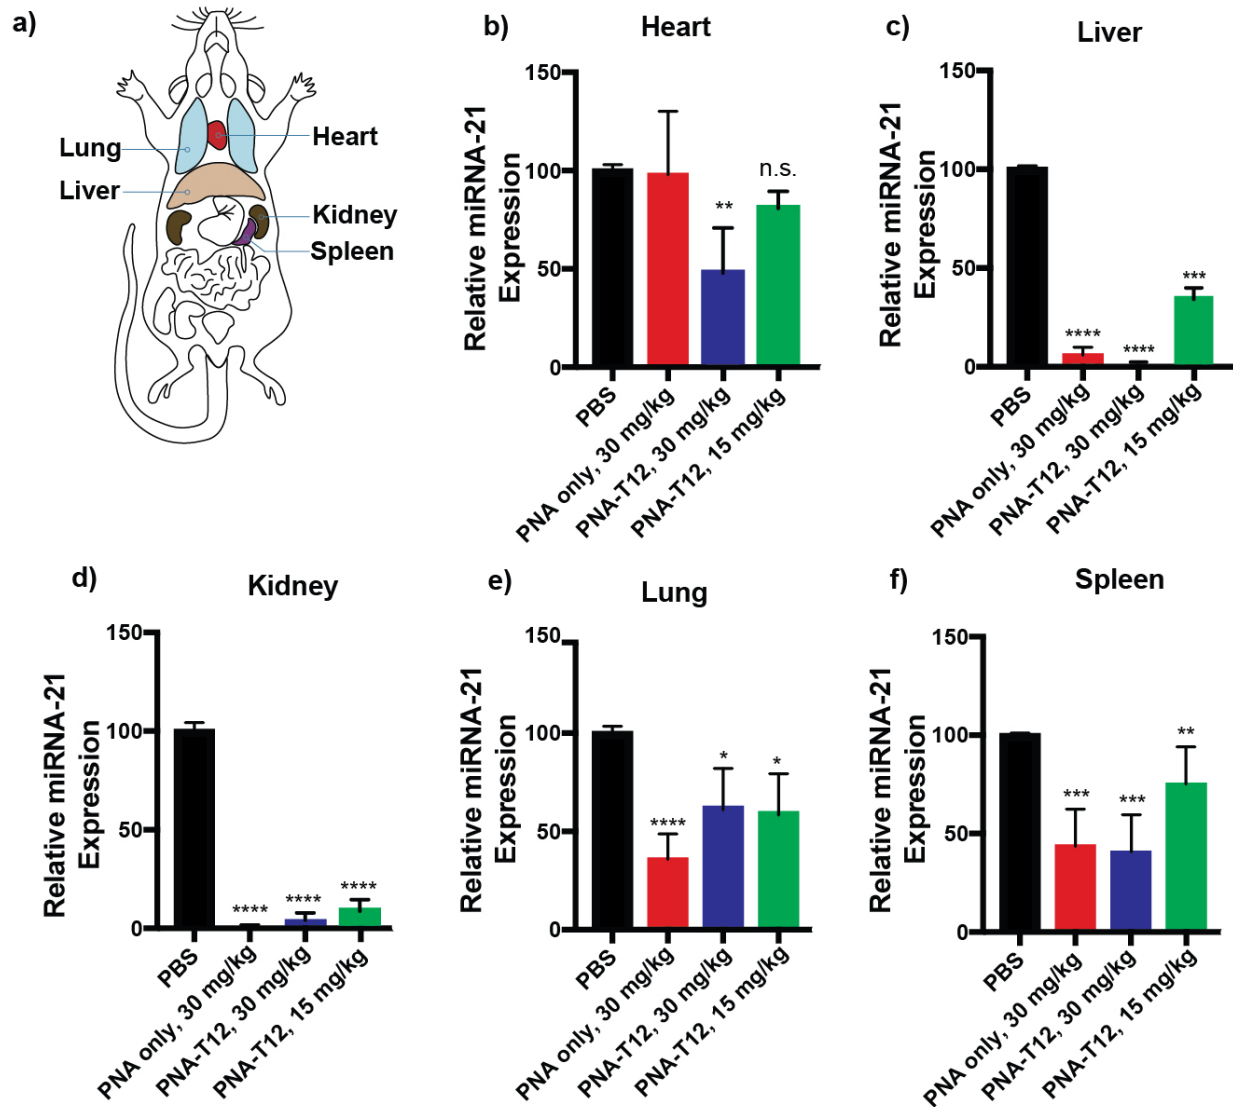 a)
Lung
Liver
Heart
Kidney
Spleen
b)
Heart
Relative miRNA-21
Expression
150
100
50
0
**
n.s.
PBS
PNA only, 30 mg/kg
PNA-T12, 30 mg/kg
PNA-T12, 15 mg/kg
c)
Liver
Relative miRNA-21
Expression
150
100
50
0
****
****
***
PBS
PNA only, 30 mg/kg
PNA-T12, 30 mg/kg
PNA-T12, 15 mg/kg
d)
Kidney
Relative miRNA-21
Expression
150
100
50
0
****
****
****
PBS
PNA only, 30 mg/kg
PNA-T12, 30 mg/kg
PNA-T12, 15 mg/kg
e)
Lung
Relative miRNA-21
Expression
150
100
50
0
****
*
*
PBS
PNA only, 30 mg/kg
PNA-T12, 30 mg/kg
PNA-T12, 15 mg/kg
f)
Spleen
Relative miRNA-21
Expression
150
100
50
0
***
***
**
PBS
PNA only, 30 mg/kg
PNA-T12, 30 mg/kg
PNA-T12, 15 mg/kg